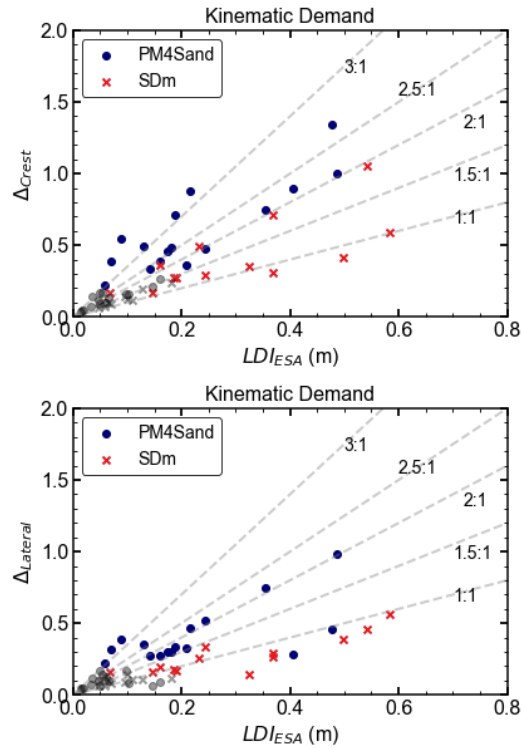 Kinematic Demand
2.0
1.5
1.0
0.5
0.0
Δ_Crest
PM4Sand
SDm
3:1
2.5:1
2:1
1.5:1
1:1
0.0 0.2 0.4 0.6 0.8
LDI_ESA (m)
Kinematic Demand
2.0
1.5
1.0
0.5
0.0
Δ_Lateral
PM4Sand
SDm
3:1
2.5:1
2:1
1.5:1
1:1
0.0 0.2 0.4 0.6 0.8
LDI_ESA (m)